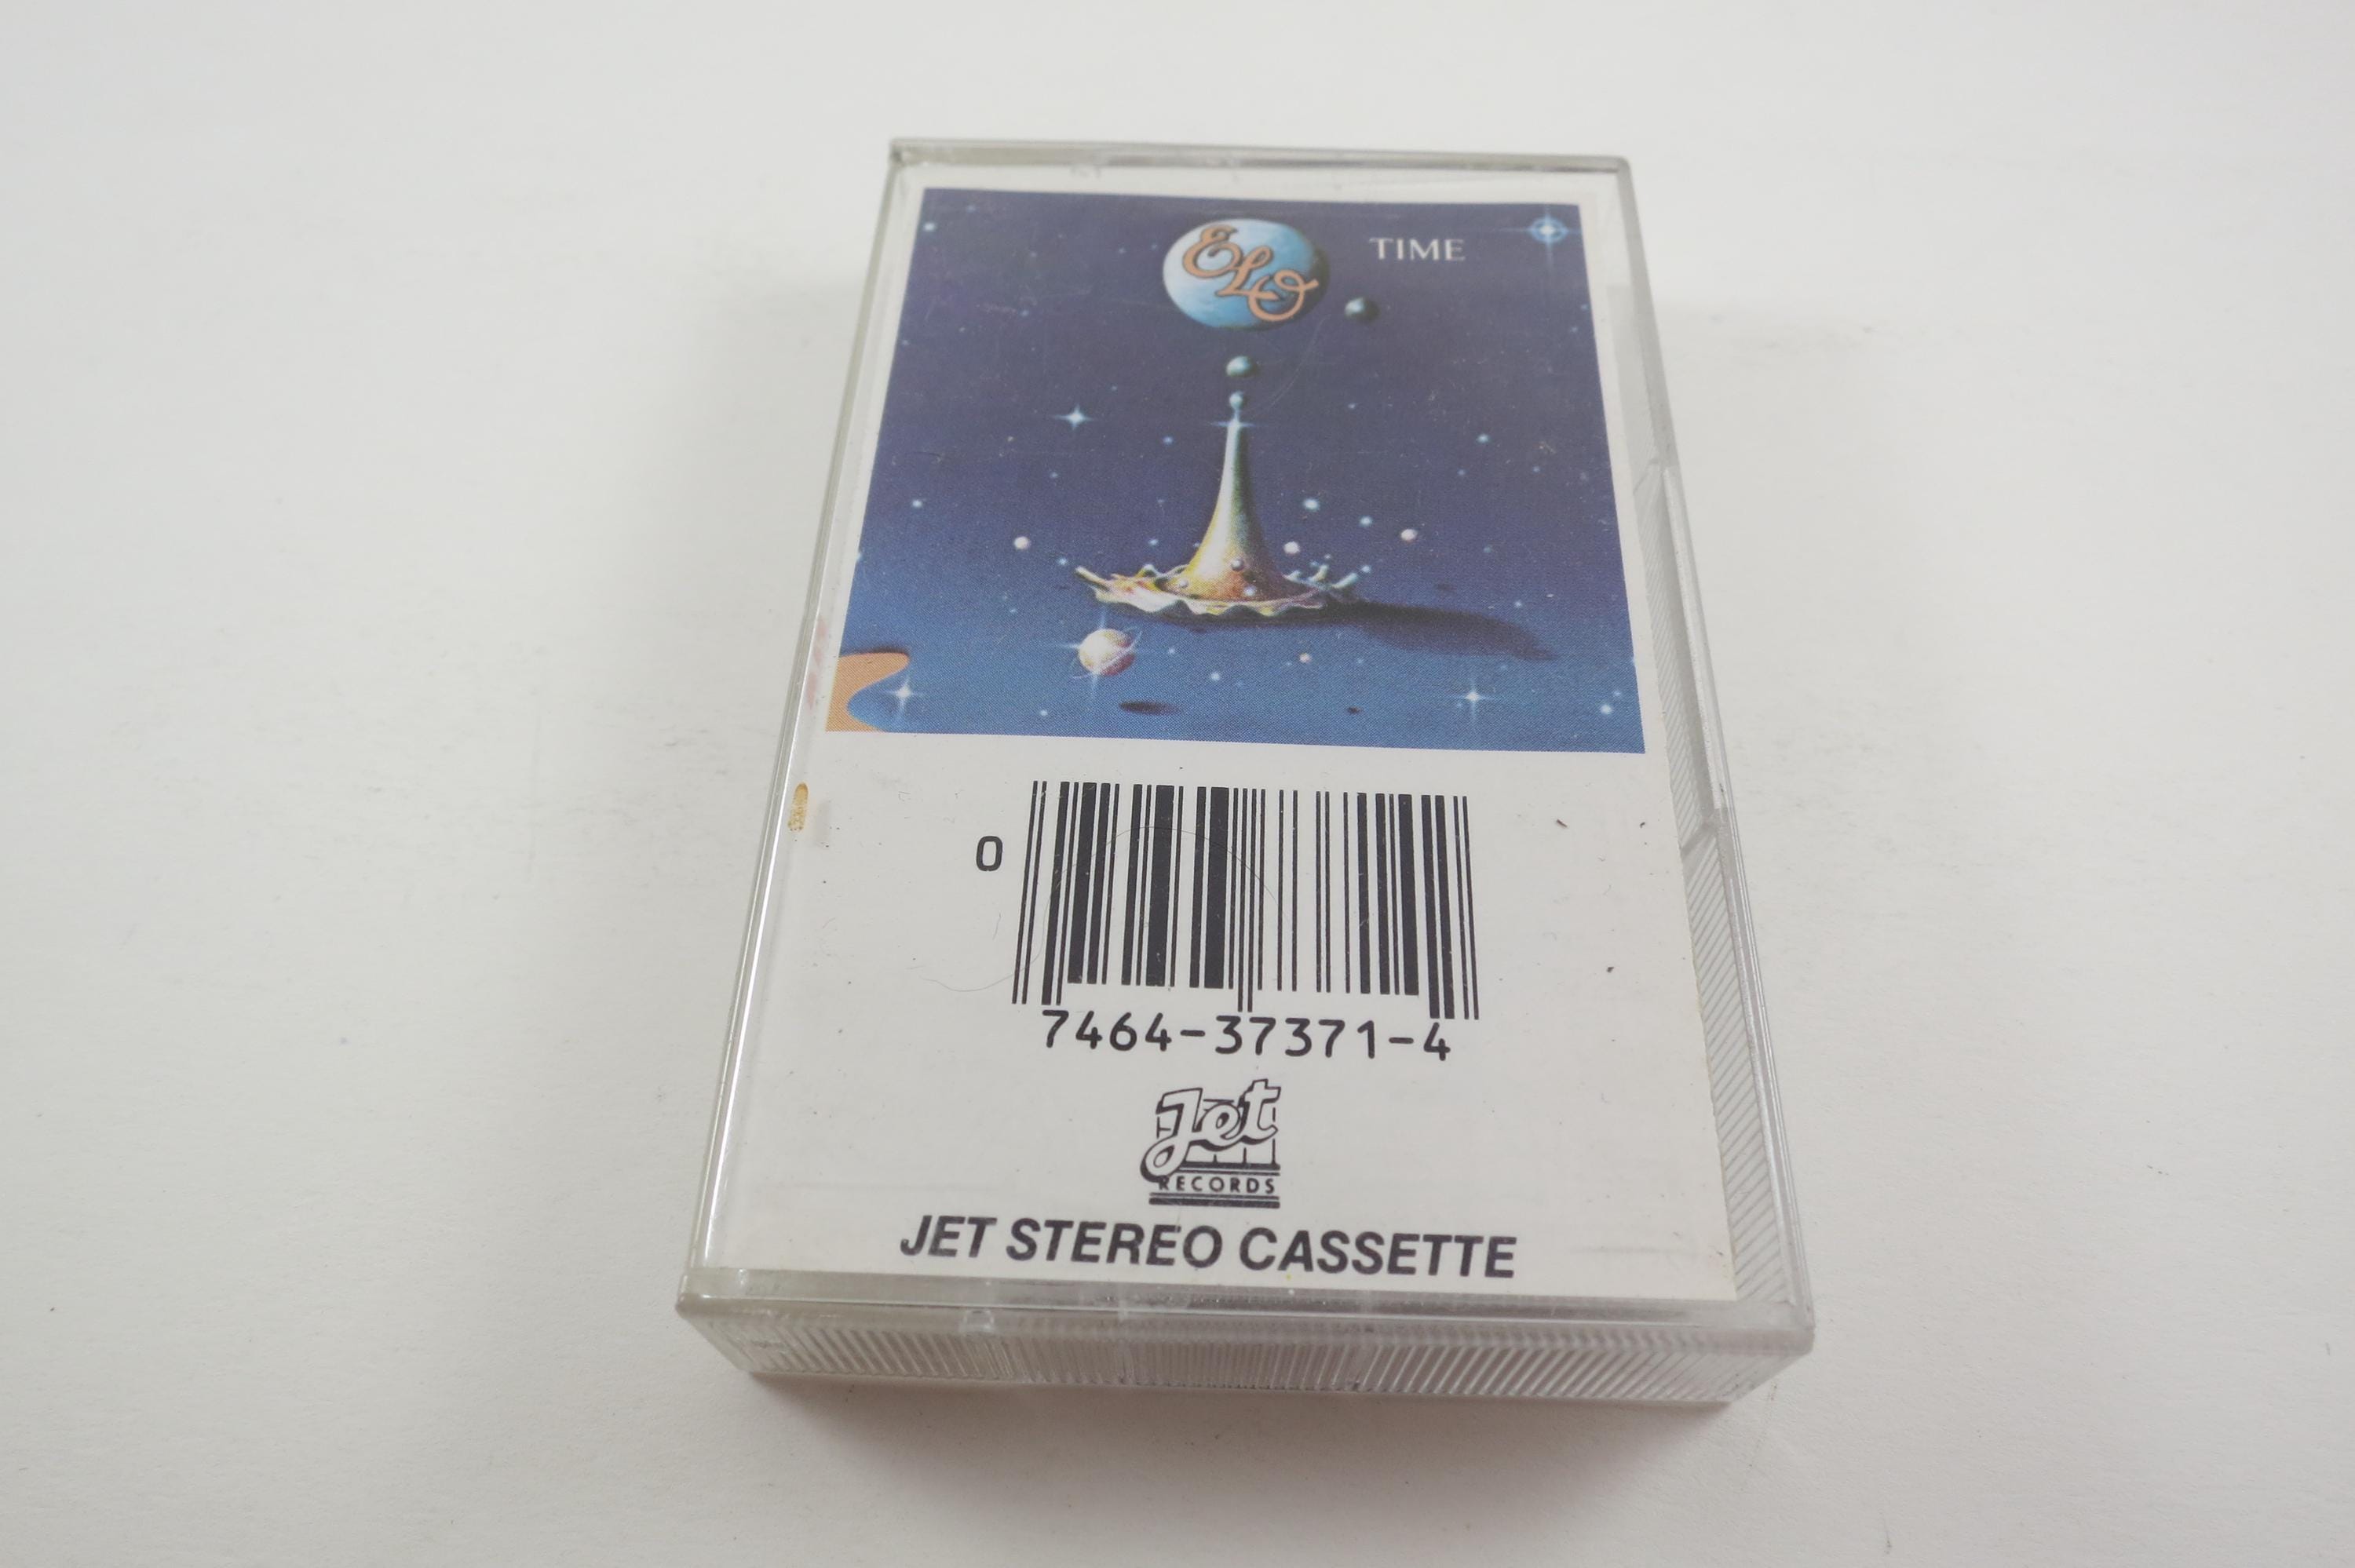 ELO
TIME
0
7464-37371-4
Jet
RECORDS
JET STEREO CASSETTE